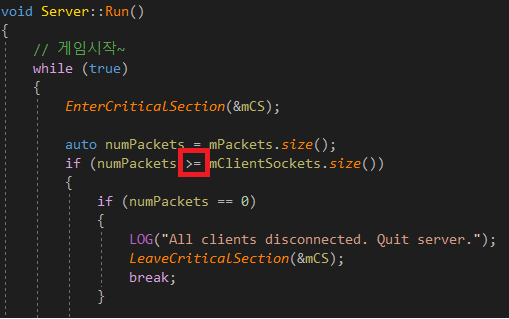 void Server::Run()
{
// 게임시작~
while (true)
{
EnterCriticalSection(&mCS);
auto numPackets = mPackets.size();
if (numPackets >= mClientSockets.size())
{
if (numPackets == 0)
{
LOG("All clients disconnected. Quit server.");
LeaveCriticalSection(&mCS);
break;
}